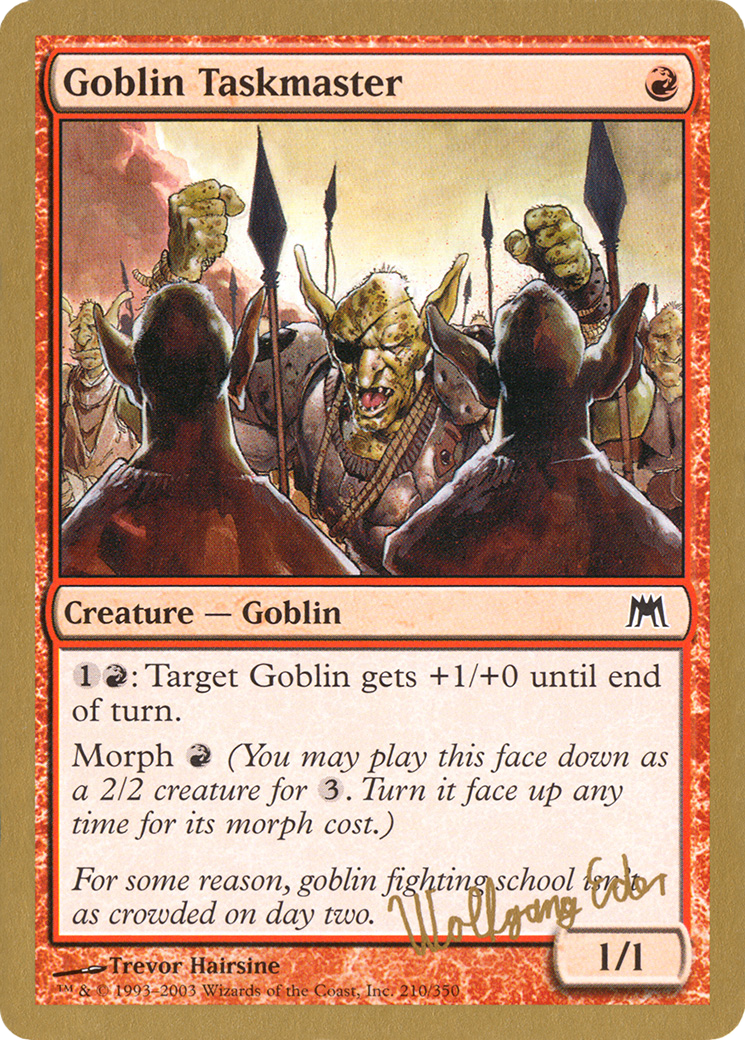 Goblin Taskmaster
Creature — Goblin
1: Target Goblin gets +1/+0 until end
of turn.
Morph (You may play this face down as
a 2/2 creature for 3. Turn it face up any
time for its morph cost.)
For some reason, goblin fighting school isn't
as crowded on day two.
Wolfgang Eder
1/1
Trevor Hairsine
™ & © 1993–2003 Wizards of the Coast, Inc. 210/350